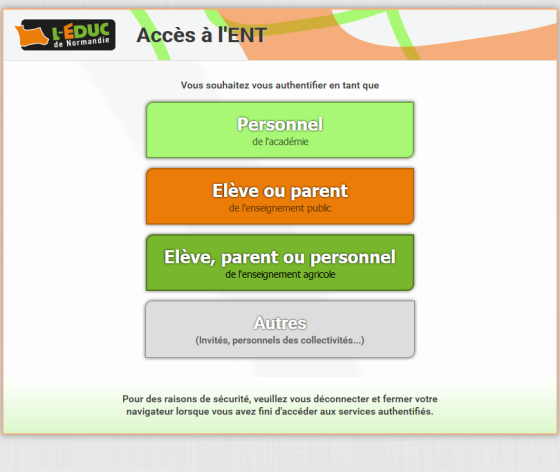 L'ÉDUC
de Normandie
Accès à l'ENT
Vous souhaitez vous authentifier en tant que
Personnel
de l'académie
Elève ou parent
de l'enseignement public
Elève, parent ou personnel
de l'enseignement agricole
Autres
(Invités, personnels des collectivités...)
Pour des raisons de sécurité, veuillez vous déconnecter et fermer votre
navigateur lorsque vous avez fini d'accéder aux services authentifiés.